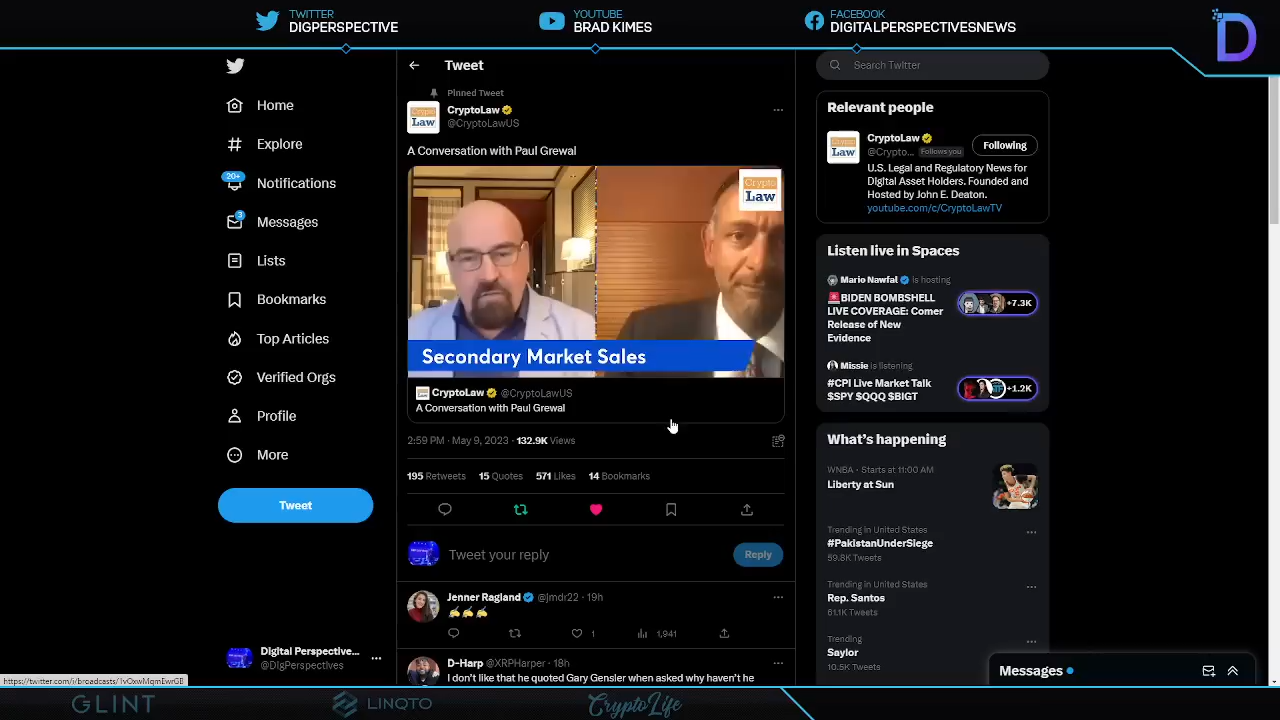 TWITTER
DIGPERSPECTIVE
YOUTUBE
BRAD KIMES
FACEBOOK
DIGITALPERSPECTIVESNEWS
D
Home
Explore
20+
Notifications
3
Messages
Lists
Bookmarks
Top Articles
Verified Orgs
Profile
More
Tweet
Digital Perspective...
@DigPerspectives
https://twitter.com/i/broadcasts/1vOxwMqmEwrGB
Tweet
Pinned Tweet
CryptoLaw
@CryptoLawUS
A Conversation with Paul Grewal
Crypto
Law
Secondary Market Sales
CryptoLaw @CryptoLawUS
A Conversation with Paul Grewal
2:59 PM · May 9, 2023 · 132.9K Views
195 Retweets 15 Quotes 571 Likes 14 Bookmarks
Tweet your reply
Reply
Jenner Ragland @jmdr22 · 19h
✍️✍️✍️
1
1,941
D-Harp @XRPHarper · 18h
I don't like that he quoted Gary Gensler when asked why haven't he
Search Twitter
Relevant people
CryptoLaw
@Crypto... Follows you
Following
U.S. Legal and Regulatory News for
Digital Asset Holders. Founded and
Hosted by John E. Deaton.
youtube.com/c/CryptoLawTV
Listen live in Spaces
Mario Nawfal is hosting
🚨BIDEN BOMBSHELL
LIVE COVERAGE: Comer
Release of New
Evidence
+7.3K
Missie is listening
#CPI Live Market Talk
$SPY $QQQ $BIGT
+1.2K
What's happening
WNBA · Starts at 11:00 AM
Liberty at Sun
Trending in United States
#PakistanUnderSiege
59.8K Tweets
Trending in United States
Rep. Santos
61.1K Tweets
Trending
Saylor
10.5K Tweets
Messages
GLINT
LINQTO
CryptoLife